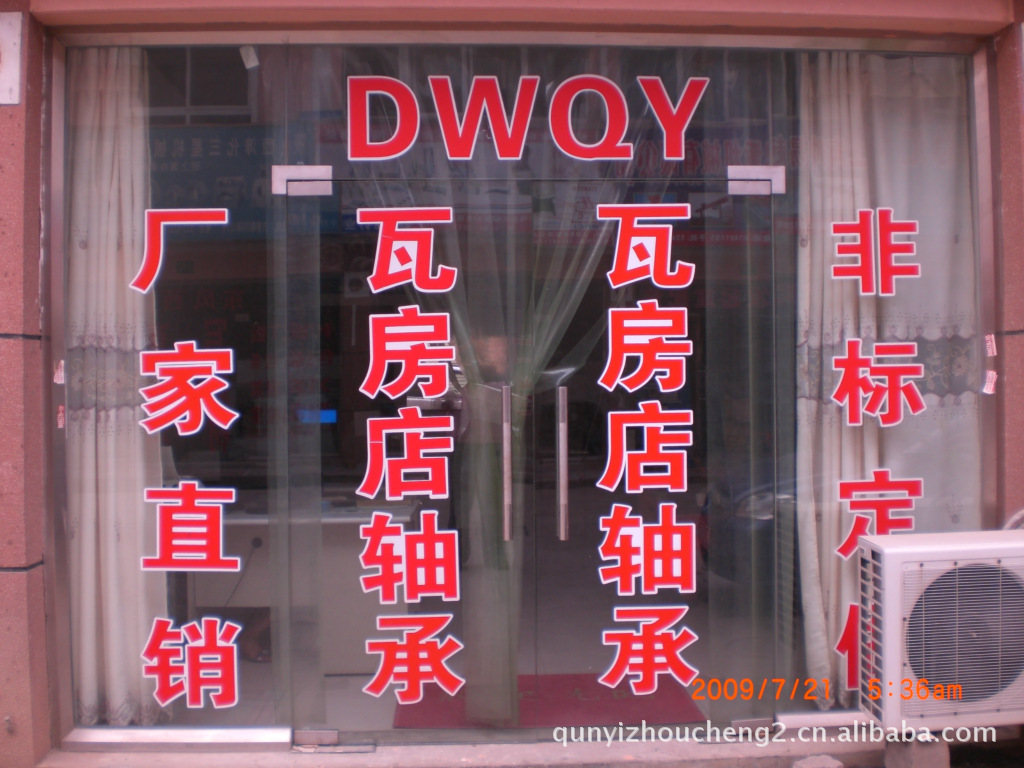 DWQY
厂家直销
瓦房店轴承
瓦房店轴承
非标定
2009/7/21 5:36am
qunyizhoucheng2.cn.alibaba.com